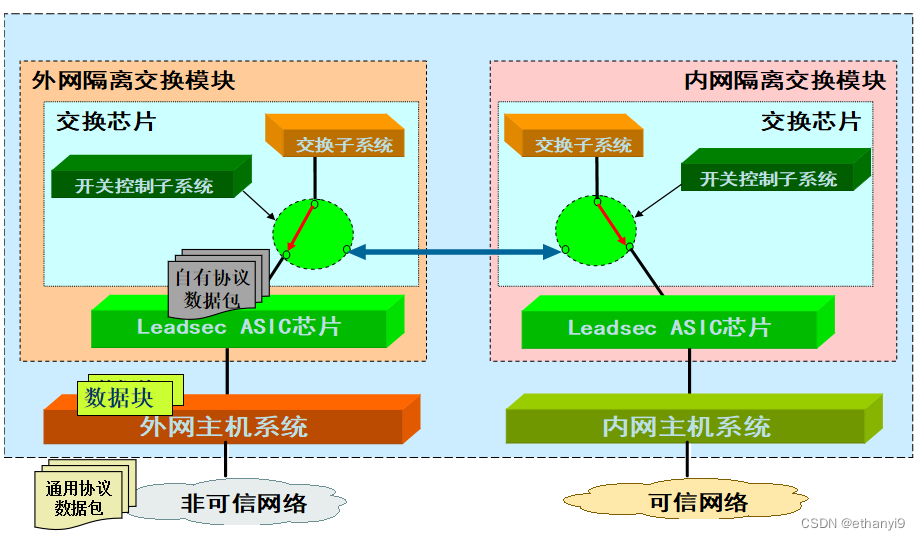 外网隔离交换模块
内网隔离交换模块
交换芯片
交换芯片
交换子系统
交换子系统
开关控制子系统
开关控制子系统
自有协议
数据包
Leadsec ASIC芯片
Leadsec ASIC芯片
数据块
外网主机系统
内网主机系统
通用协议
数据包
非可信网络
可信网络
CSDN @ethanyi9